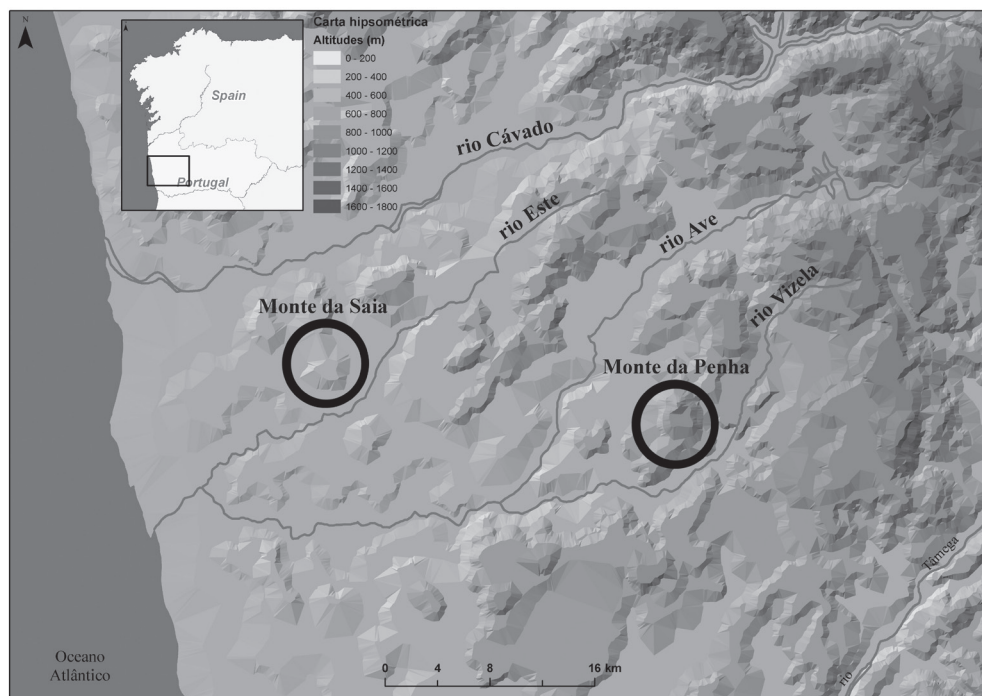 N
Spain
Portugal
Carta hipsométrica
Altitudes (m)
0 - 200
200 - 400
400 - 600
600 - 800
800 - 1000
1000 - 1200
1200 - 1400
1400 - 1600
1600 - 1800
rio Cávado
rio Este
rio Ave
rio Vizela
Monte da Saia
Monte da Penha
rio Tâmega
Oceano
Atlântico
0 4 8 16 km